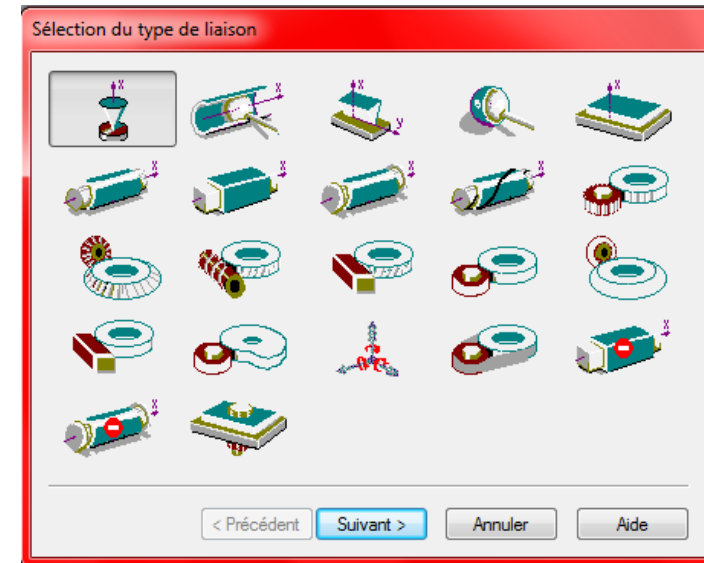 Sélection du type de liaison
x x x
x
y
x x x x
x
x
< Précédent Suivant > Annuler Aide